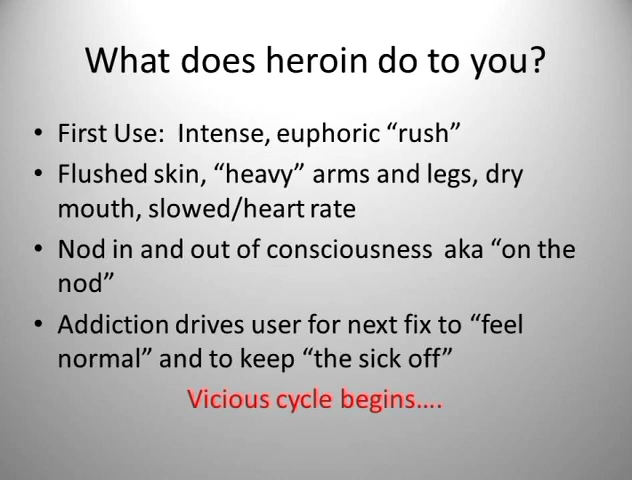 What does heroin do to you?
• First Use:  Intense, euphoric “rush”
• Flushed skin, “heavy” arms and legs, dry
mouth, slowed/heart rate
• Nod in and out of consciousness  aka “on the
nod”
• Addiction drives user for next fix to “feel
normal” and to keep “the sick off”
Vicious cycle begins….